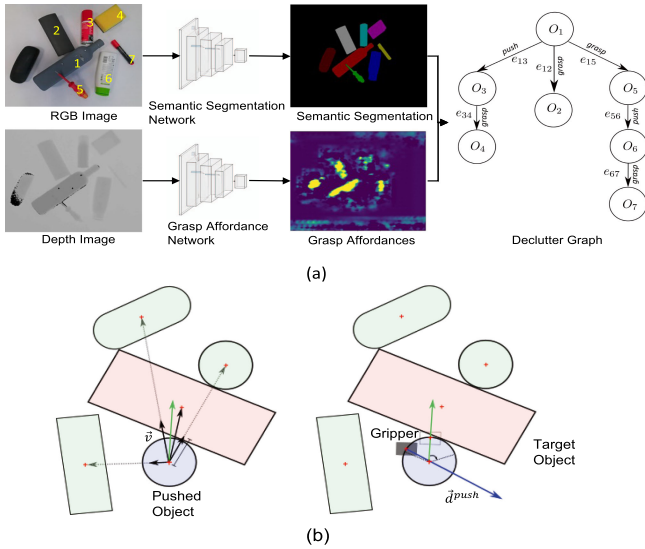 2
3
4
1
7
5
6
RGB Image
Semantic Segmentation
Network
Semantic Segmentation
Depth Image
Grasp Affordance
Network
Grasp Affordances
O₁
push
grasp
grasp
e₁₃
e₁₂
e₁₅
O₃
O₂
O₅
e₃₄
grasp
e₅₆
push
O₄
O₆
e₆₇
grasp
O₇
Declutter Graph
(a)
v⃗
Pushed
Object
Gripper
Target
Object
d⃗ᵖᵘˢʰ
(b)